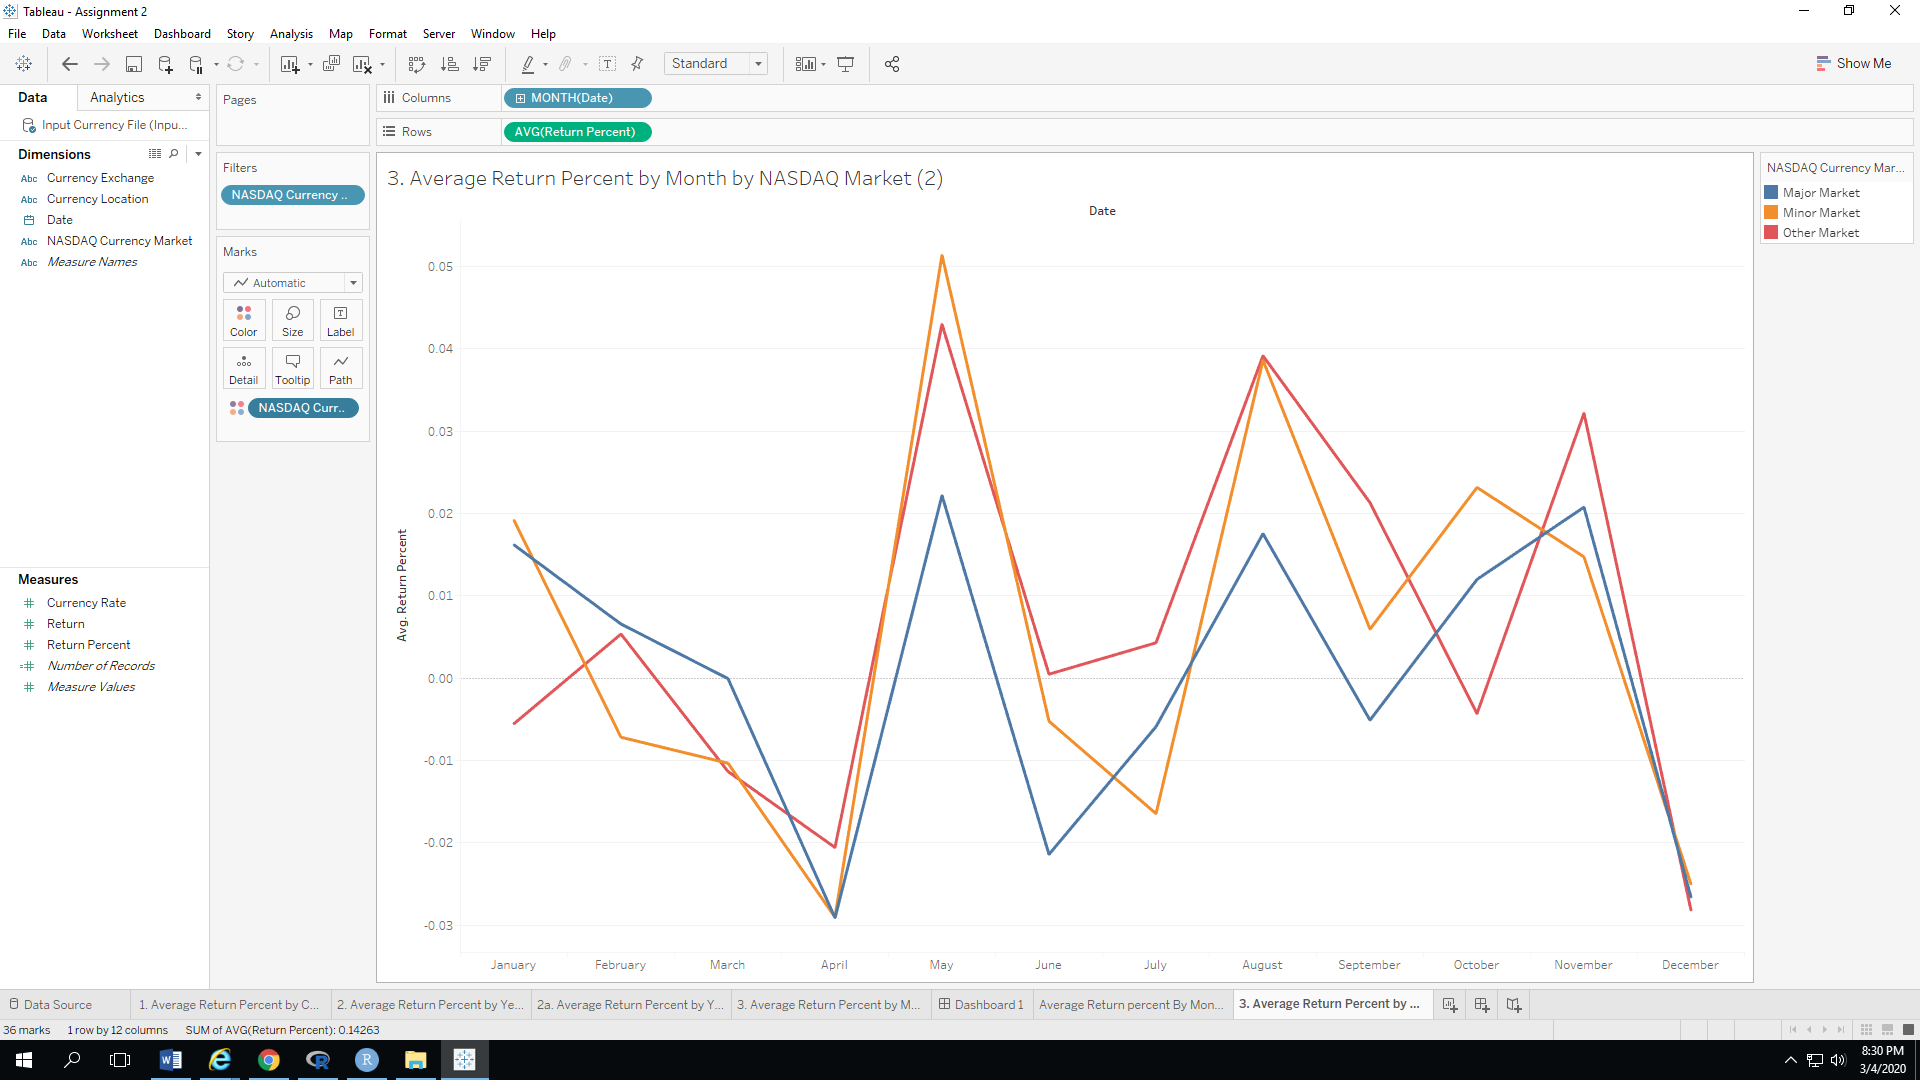 Tableau - Assignment 2
File Data Worksheet Dashboard Story Analysis Map Format Server Window Help
Standard
Show Me
Data Analytics
Input Currency File (Inpu...
Dimensions
Abc Currency Exchange
Abc Currency Location
Date
Abc NASDAQ Currency Market
Abc Measure Names
Measures
Currency Rate
Return
Return Percent
Number of Records
Measure Values
Pages
Filters
NASDAQ Currency ..
Marks
Automatic
Color Size Label
Detail Tooltip Path
NASDAQ Curr..
Columns MONTH(Date)
Rows AVG(Return Percent)
3. Average Return Percent by Month by NASDAQ Market (2)
Date
0.05
0.04
0.03
0.02
0.01
0.00
-0.01
-0.02
-0.03
Avg. Return Percent
January February March April May June July August September October November December
NASDAQ Currency Mar...
Major Market
Minor Market
Other Market
Data Source 1. Average Return Percent by C... 2. Average Return Percent by Ye... 2a. Average Return Percent by Y... 3. Average Return Percent by M... Dashboard 1 Average Return percent By Mon... 3. Average Return Percent by ...
36 marks 1 row by 12 columns SUM of AVG(Return Percent): 0.14263
8:30 PM
3/4/2020